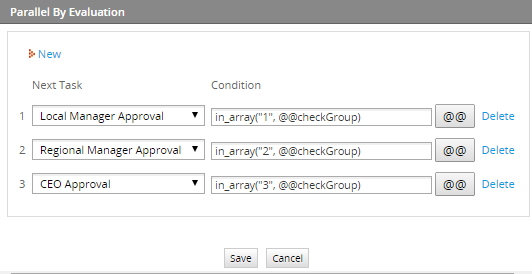 Parallel By Evaluation
New
Next Task Condition
1 Local Manager Approval in_array("1", @@checkGroup) @@ Delete
2 Regional Manager Approval in_array("2", @@checkGroup) @@ Delete
3 CEO Approval in_array("3", @@checkGroup) @@ Delete
Save Cancel